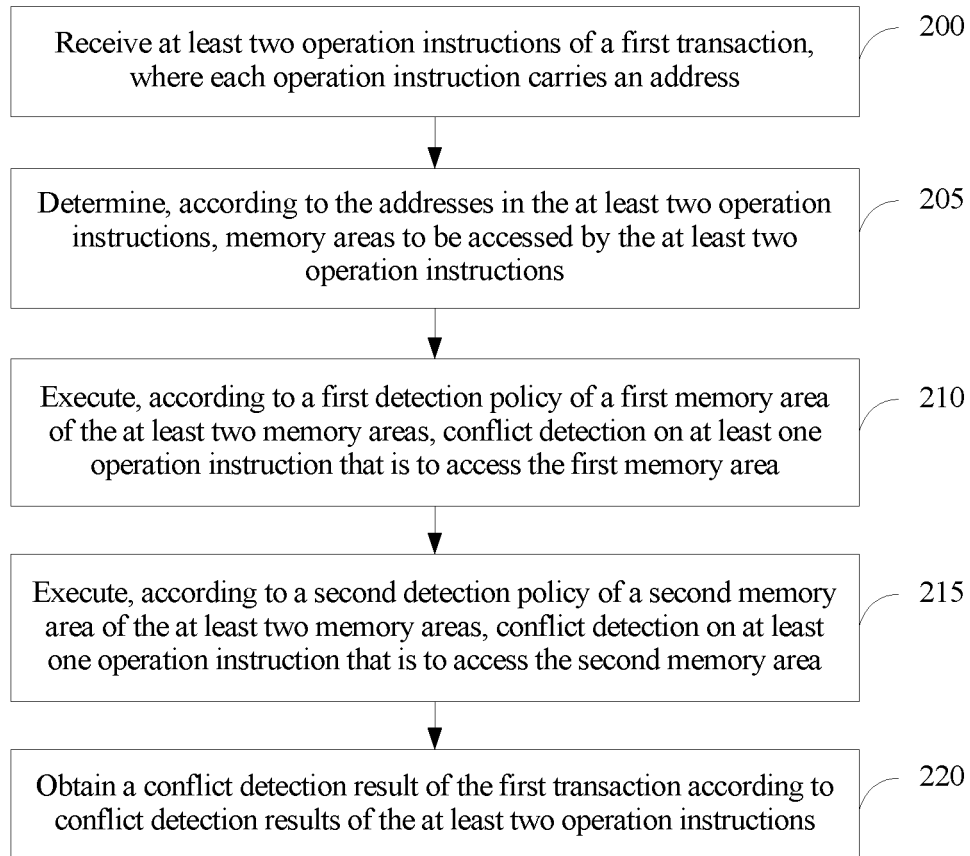 Receive at least two operation instructions of a first transaction,
where each operation instruction carries an address
200
Determine, according to the addresses in the at least two operation
instructions, memory areas to be accessed by the at least two
operation instructions
205
Execute, according to a first detection policy of a first memory area
of the at least two memory areas, conflict detection on at least one
operation instruction that is to access the first memory area
210
Execute, according to a second detection policy of a second memory
area of the at least two memory areas, conflict detection on at least
one operation instruction that is to access the second memory area
215
Obtain a conflict detection result of the first transaction according to
conflict detection results of the at least two operation instructions
220